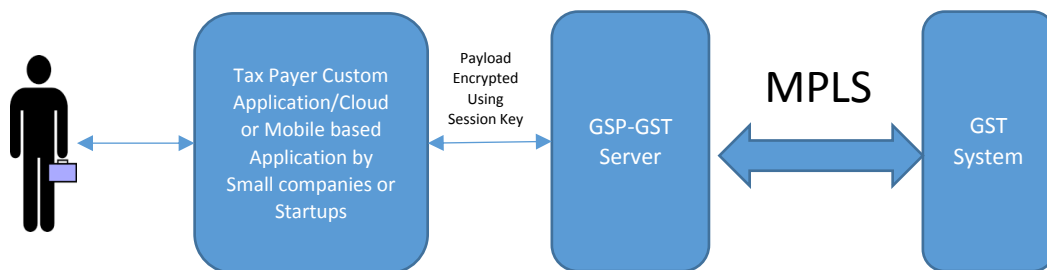 Tax Payer Custom
Application/Cloud
or Mobile based
Application by
Small companies or
Startups
Payload
Encrypted
Using
Session Key
GSP-GST
Server
MPLS
GST
System